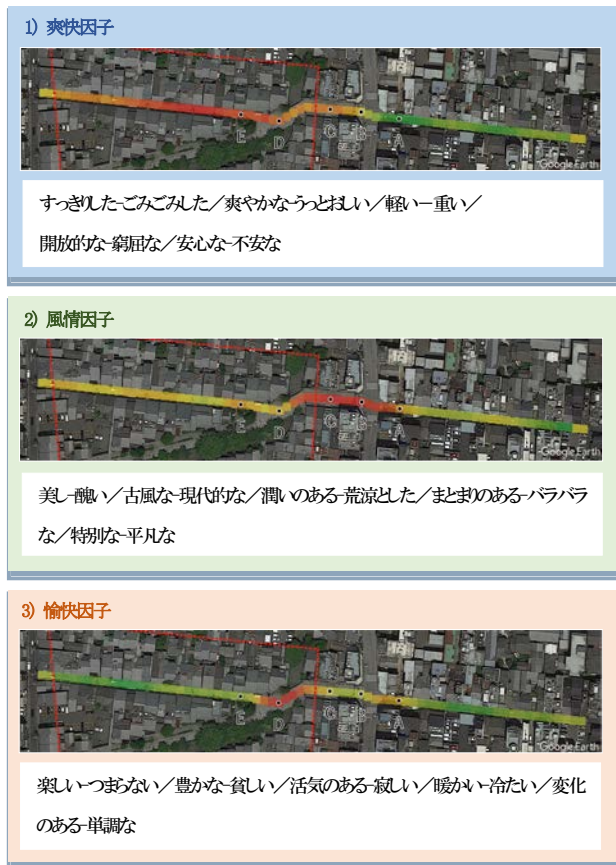 1) 爽快因子
E
D
C
B
A
Google Earth
すっきりした-ごみごみした／爽やかな-うっとおしい／軽い－重い／
開放的な-窮屈な／安心な-不安な
2) 風情因子
E
D
C
B
A
Google Earth
美し-醜い／古風な-現代的な／潤いのある-荒涼とした／まとまりのある-バラバラ
な／特別な-平凡な
3) 愉快因子
E
D
C
B
A
Google Earth
楽しい-つまらない／豊かな-貧しい／活気のある-寂しい／暖かい-冷たい／変化
のある-単調な